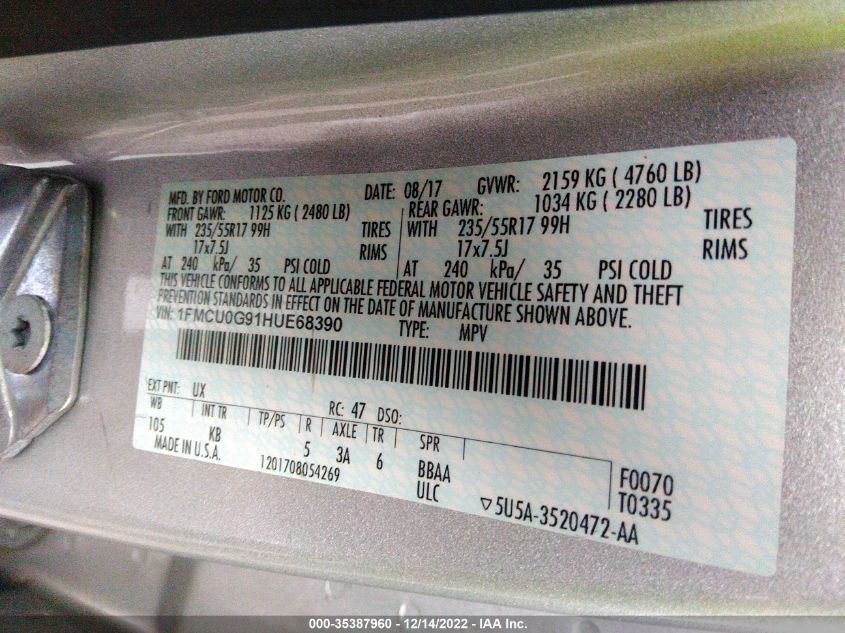 MFD. BY FORD MOTOR CO. DATE: 08/17 GVWR: 2159 KG ( 4760 LB)
FRONT GAWR: 1125 KG ( 2480 LB) REAR GAWR: 1034 KG ( 2280 LB)
WITH 235/55R17 99H TIRES WITH 235/55R17 99H TIRES
17x7.5J RIMS 17x7.5J RIMS
AT 240 kPa/ 35 PSI COLD AT 240 kPa/ 35 PSI COLD
THIS VEHICLE CONFORMS TO ALL APPLICABLE FEDERAL MOTOR VEHICLE SAFETY AND THEFT
PREVENTION STANDARDS IN EFFECT ON THE DATE OF MANUFACTURE SHOWN ABOVE.
VIN: 1FMCU0G91HUE68390 TYPE: MPV
EXT PNT: UX RC: 47 DSO:
WB INT TR TP/PS R AXLE TR SPR
105 KB 5 3A 6 BBAA F0070
MADE IN U.S.A. 1201708054269 ULC T0335
▽5U5A-3520472-AA
000-35387960 - 12/14/2022 - IAA Inc.